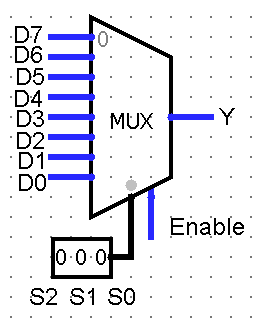 D7
0
D6
D5
D4
D3
MUX
Y
D2
D1
D0
Enable
0 0 0
S2 S1 S0